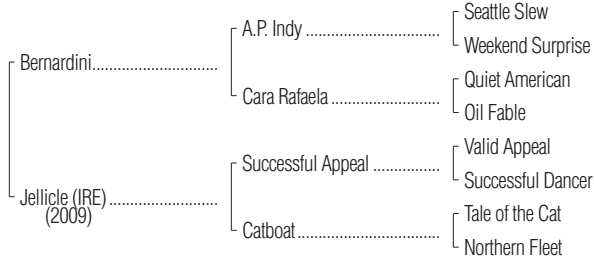 Seattle Slew
A.P. Indy
Weekend Surprise
Bernardini
Quiet American
Cara Rafaela
Oil Fable
Valid Appeal
Successful Appeal
Successful Dancer
Jellicle (IRE)
(2009)
Tale of the Cat
Catboat
Northern Fleet